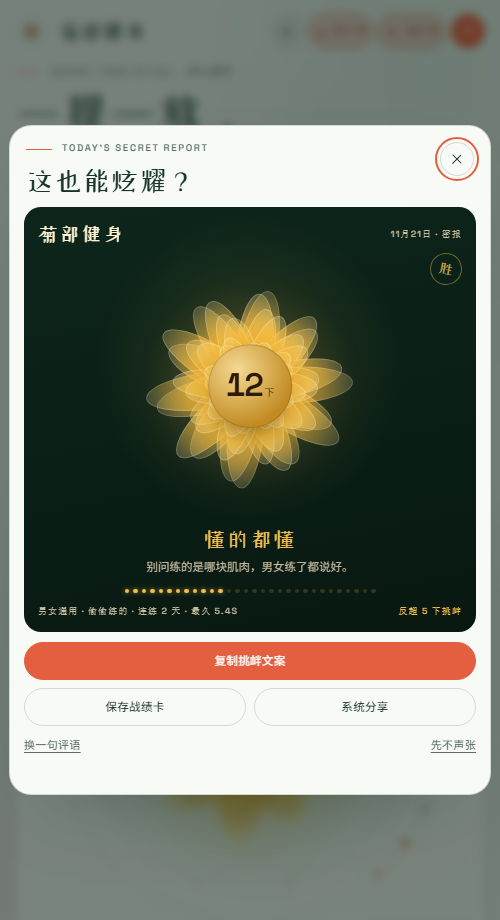 TODAY'S SECRET REPORT
这也能炫耀？
菊部健身
11月21日 · 密报
胜
12下
懂的都懂
别问练的是哪块肌肉，男女练了都说好。
男女通用 · 偷偷练的 · 连练 2 天 · 最久 5.4S
反超 5 下挑衅
复制挑衅文案
保存战绩卡
系统分享
换一句评语
先不声张